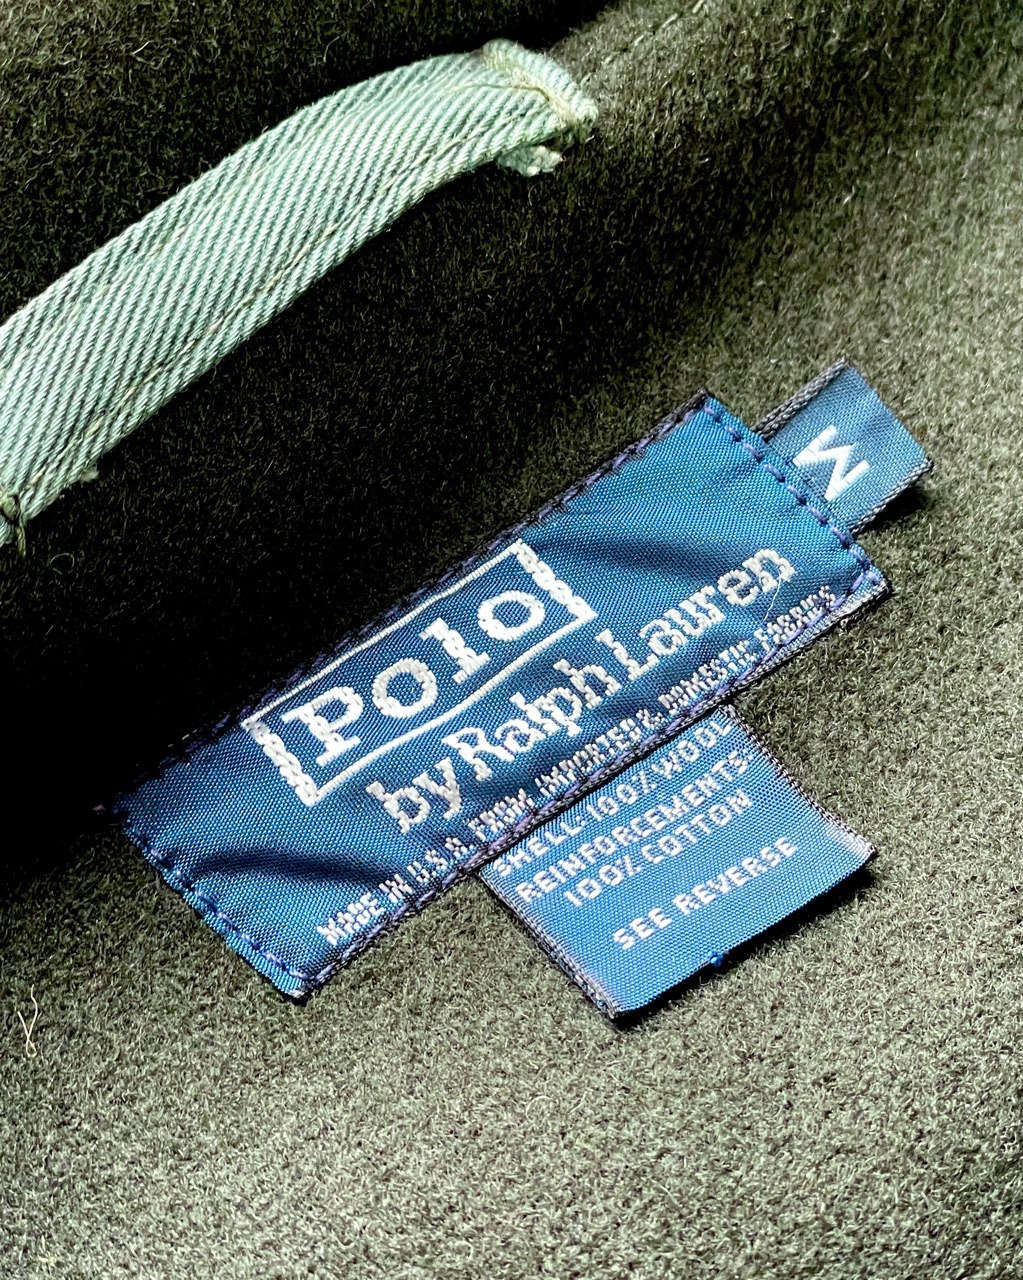 Polo
by Ralph Lauren
MADE IN U.S.A. FROM IMPORTED & DOMESTIC FABRICS
M
SHELL-100% WOOL
REINFORCEMENTS-
100% COTTON
SEE REVERSE